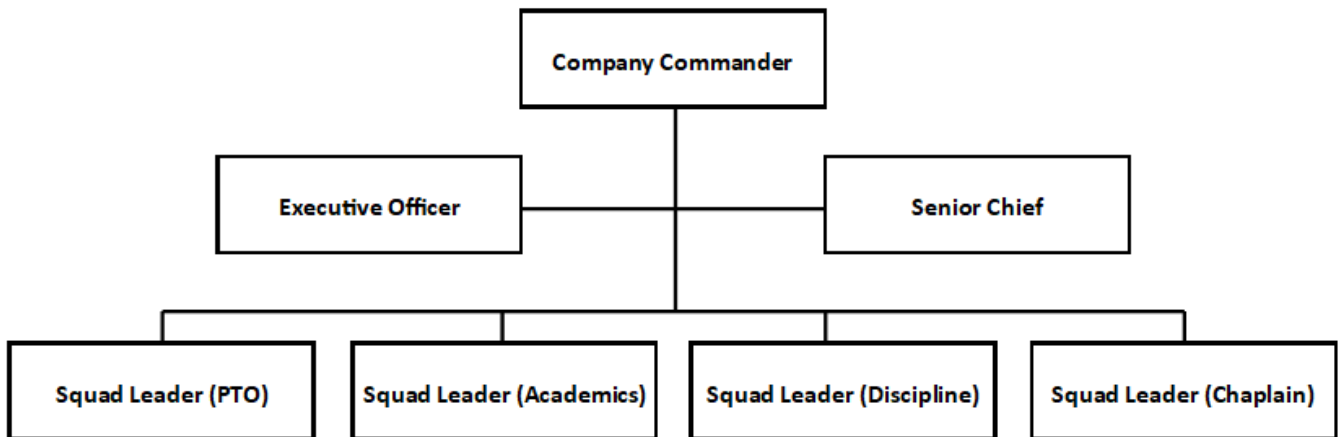 Company Commander
Executive Officer
Senior Chief
Squad Leader (PTO)
Squad Leader (Academics)
Squad Leader (Discipline)
Squad Leader (Chaplain)